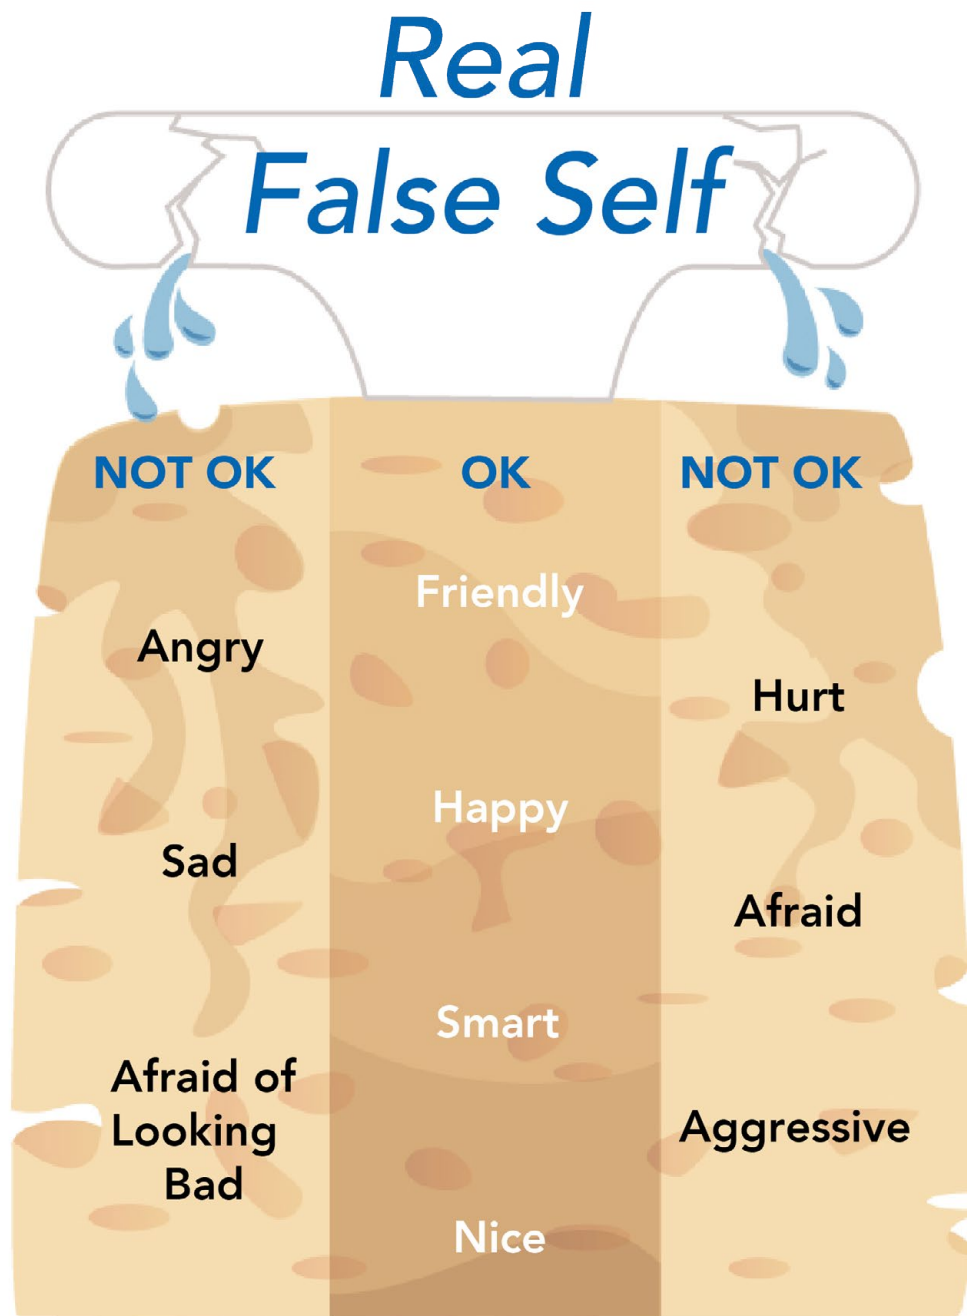 Real
False Self
NOT OK
OK
NOT OK
Friendly
Angry
Hurt
Happy
Sad
Afraid
Smart
Afraid of
Looking
Bad
Aggressive
Nice